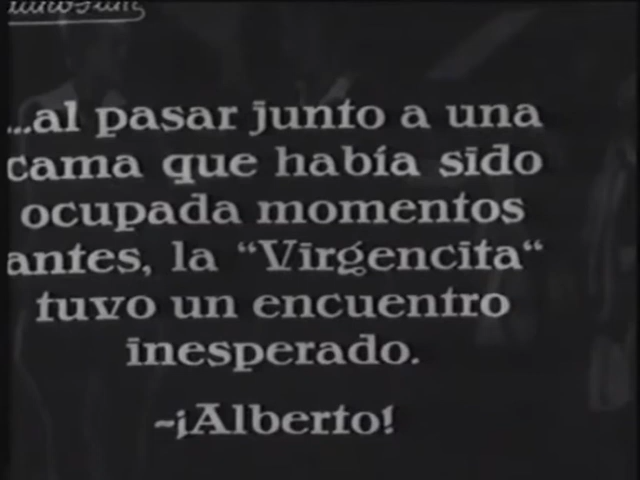 ...al pasar junto a una
cama que había sido
ocupada momentos
antes, la “Virgencita“
tuvo un encuentro
inesperado.
-¡Alberto!